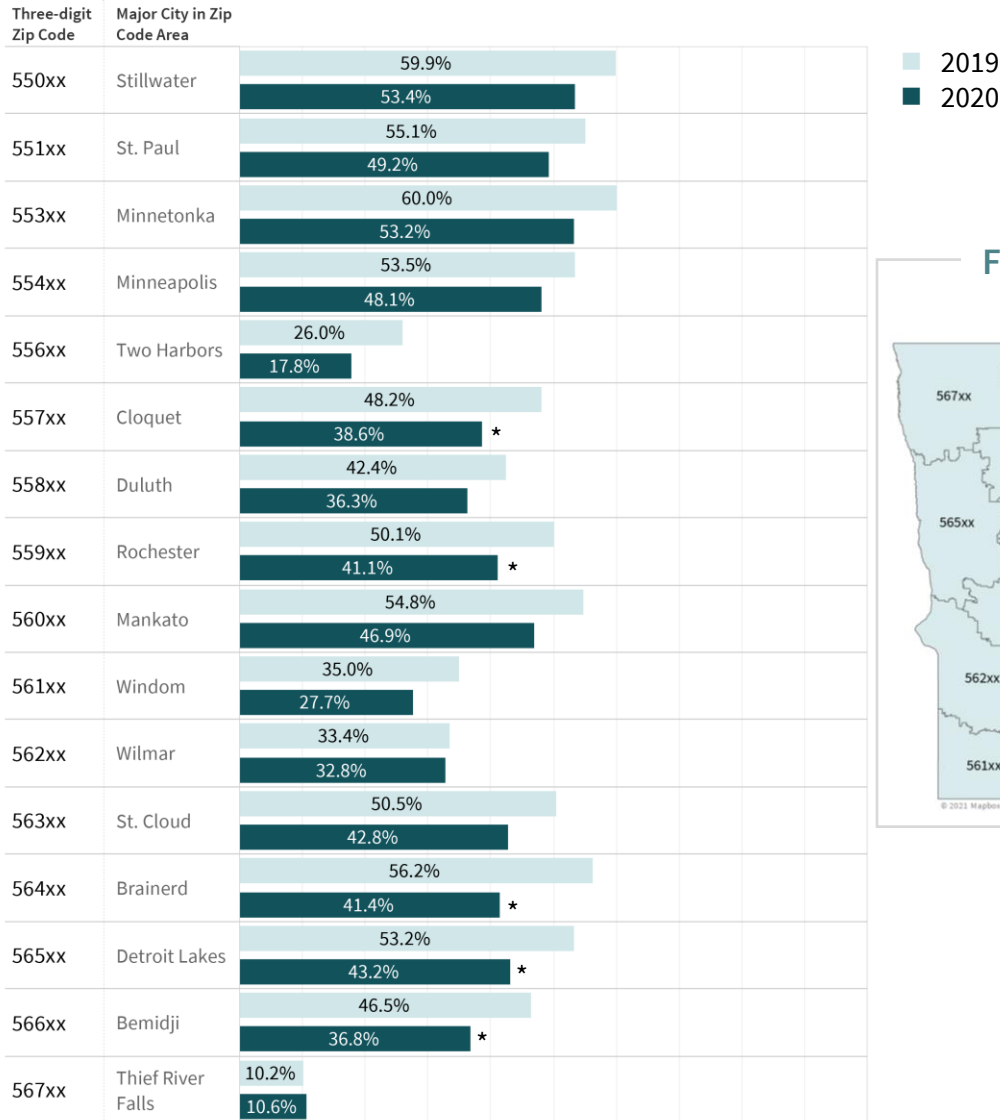 Three-digit Zip Code
Major City in Zip Code Area
2019
2020
550xx Stillwater
59.9%
53.4%
551xx St. Paul
55.1%
49.2%
553xx Minnetonka
60.0%
53.2%
554xx Minneapolis
53.5%
48.1%
556xx Two Harbors
26.0%
17.8%
557xx Cloquet
48.2%
38.6% *
558xx Duluth
42.4%
36.3%
559xx Rochester
50.1%
41.1% *
560xx Mankato
54.8%
46.9%
561xx Windom
35.0%
27.7%
562xx Wilmar
33.4%
32.8%
563xx St. Cloud
50.5%
42.8%
564xx Brainerd
56.2%
41.4% *
565xx Detroit Lakes
53.2%
43.2% *
566xx Bemidji
46.5%
36.8% *
567xx Thief River Falls
10.2%
10.6%
F
567xx
565xx
562xx
561xx
© 2021 Mapbox